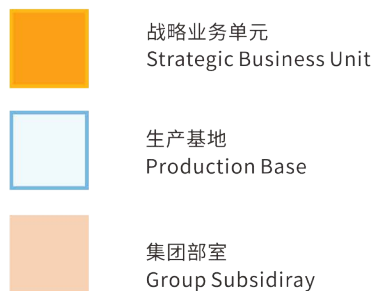 战略业务单元
Strategic Business Unit
生产基地
Production Base
集团部室
Group Subsidiray